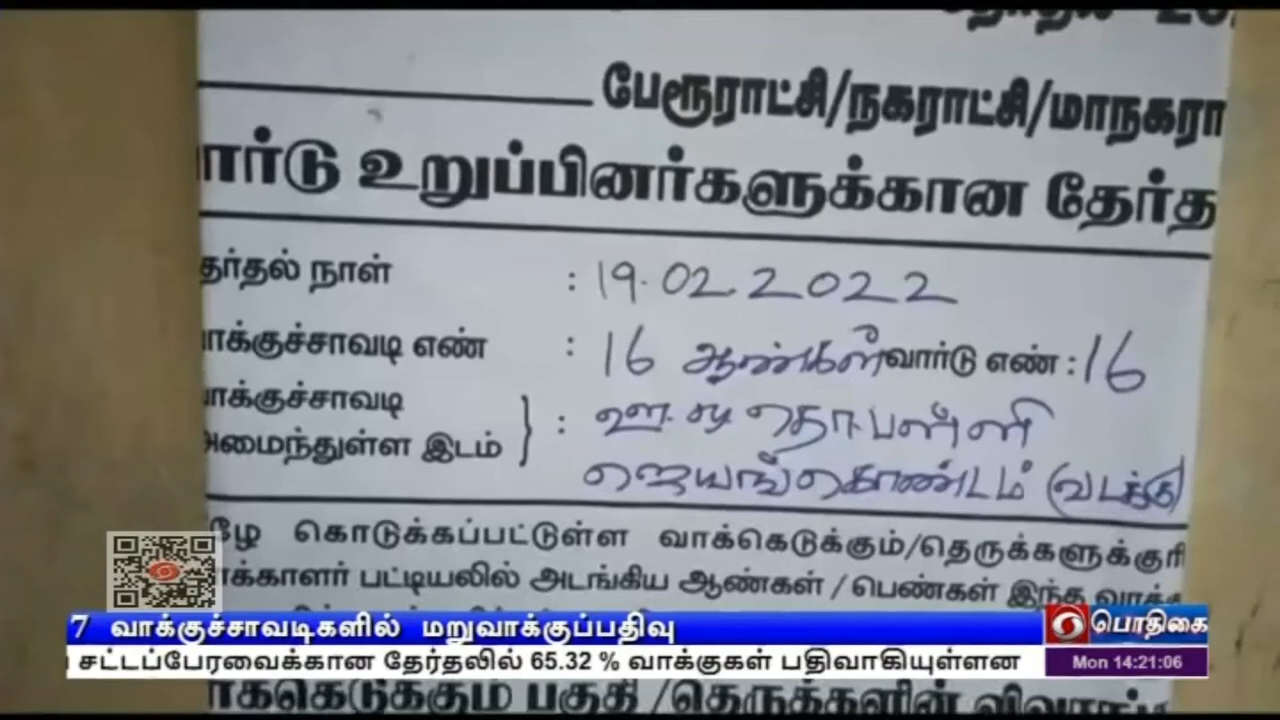 பேரூராட்சி/நகராட்சி/மாநகரா
ார்டு உறுப்பினர்களுக்கான தேர்த
தேர்தல் நாள் : 19.02.2022
ாக்குச்சாவடி எண் : 16 ஆண்கள் வார்டு எண் : 16
ாக்குச்சாவடி
அமைந்துள்ள இடம் } : ஊ.ஒ.தொ.பள்ளி
ஜெயங்கொண்டம் (வடக்கு)
ழே கொடுக்கப்பட்டுள்ள வாக்கெடுக்கும்/தெருக்களுக்குரி
ாக்காளர் பட்டியலில் அடங்கிய ஆண்கள் / பெண்கள் இந்த வாக்கு
7 வாக்குச்சாவடிகளில் மறுவாக்குப்பதிவு
பொதிகை
சட்டப்பேரவைக்கான தேர்தலில் 65.32 % வாக்குகள் பதிவாகியுள்ளன
Mon 14:21:06
ாக்கெடுக்கும் பகுதி /தெருக்களின் விவரம்